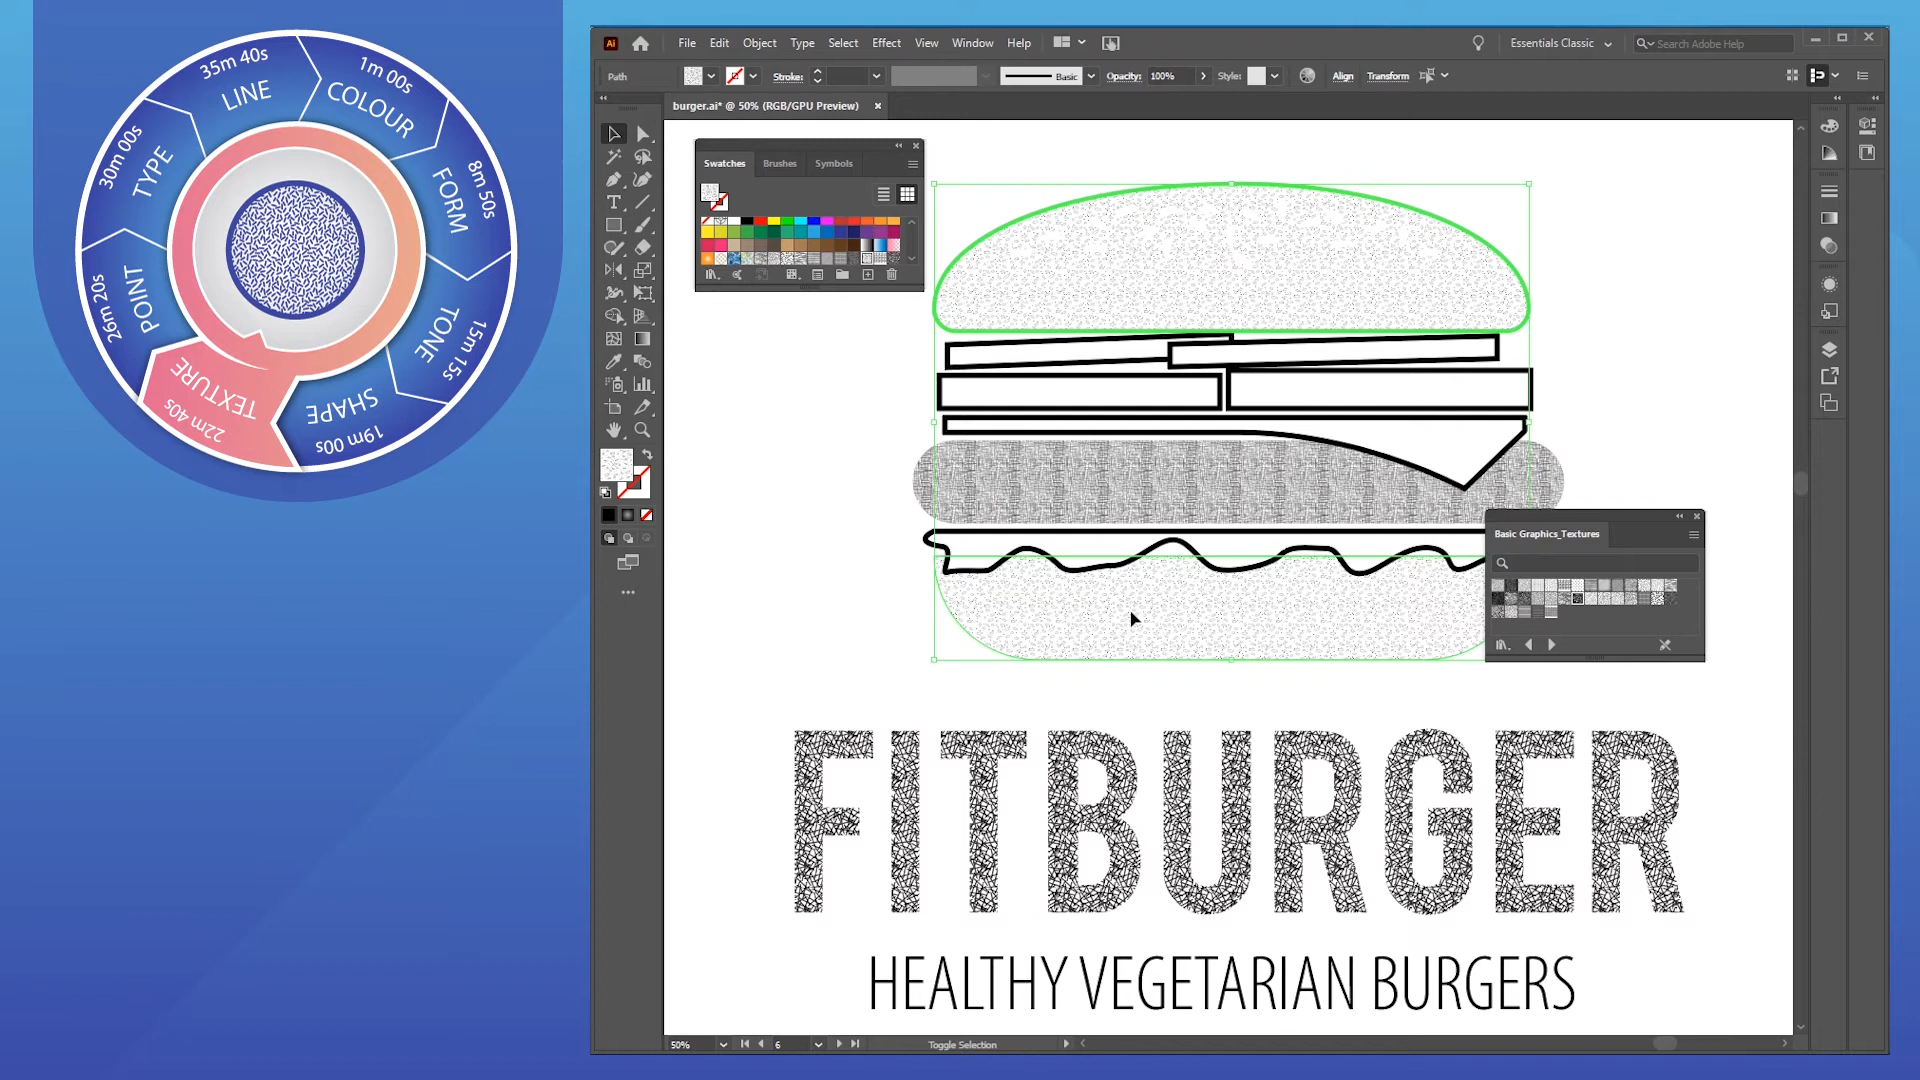 LINE
35m 40s
COLOUR
1m 00s
FORM
8m 50s
TONE
15m 15s
SHAPE
19m 00s
TEXTURE
22m 40s
POINT
26m 20s
TYPE
30m 00s
Ai
File Edit Object Type Select Effect View Window Help
Essentials Classic
Search Adobe Help
Path
Stroke:
Basic
Opacity: 100%
Style:
Align
Transform
burger.ai* @ 50% (RGB/GPU Preview)
Swatches Brushes Symbols
Basic Graphics_Textures
FITBURGER
HEALTHY VEGETARIAN BURGERS
50%
6
Toggle Selection